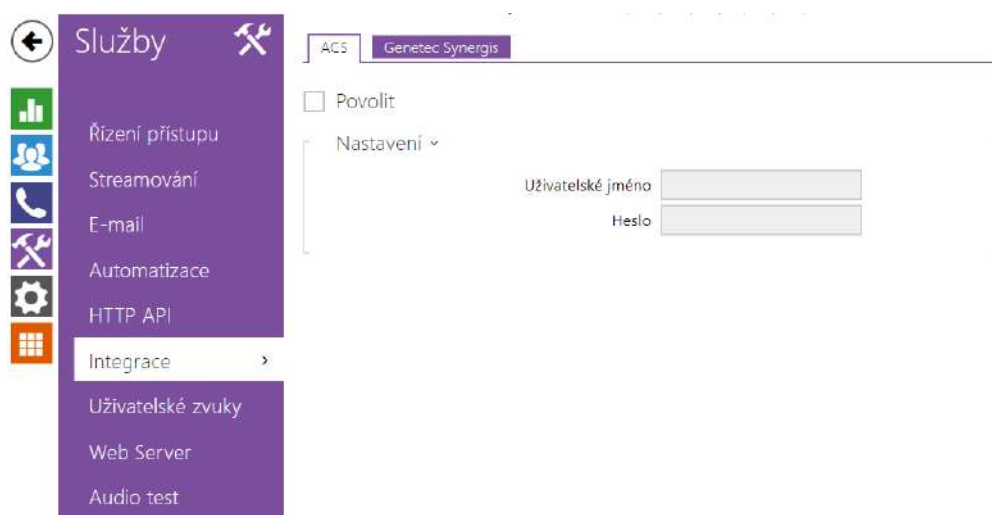 Služby
Řízení přístupu
Streamování
E-mail
Automatizace
HTTP API
Integrace
Uživatelské zvuky
Web Server
Audio test
ACS
Genetec Synergis
Povolit
Nastavení
Uživatelské jméno
Heslo